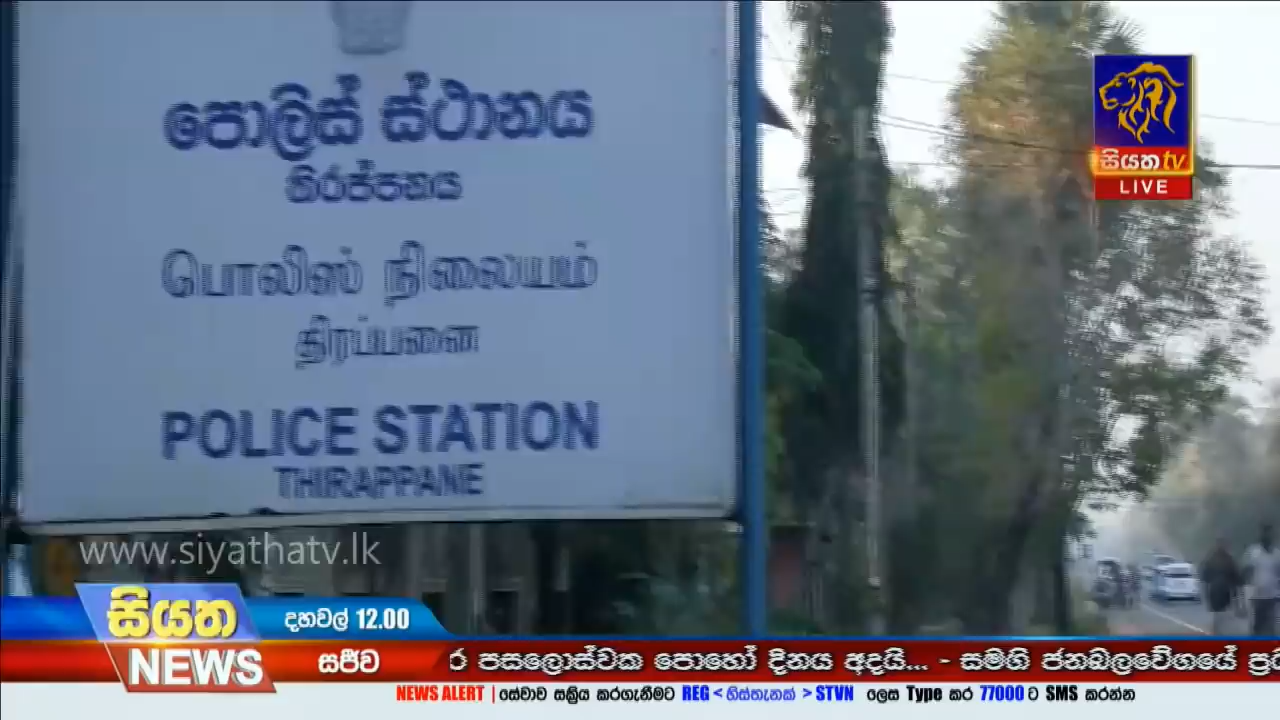 පොලිස් ස්ථානය
තිරප්පනය
பொலிஸ் நிலையம்
திரப்பனை
POLICE STATION
THIRAPPANE
සියත tv
LIVE
www.siyathatv.lk
සියත
NEWS
දහවල් 12.00
සජීව
ර පසලොස්වක පොහෝ දිනය අදයි... - සමගි ජනබලවේගයේ ප්‍ර
NEWS ALERT | සේවාව සක්‍රිය කරගැනීමට REG < හිස්තැනක් > STVN ලෙස Type කර 77000 ට SMS කරන්න